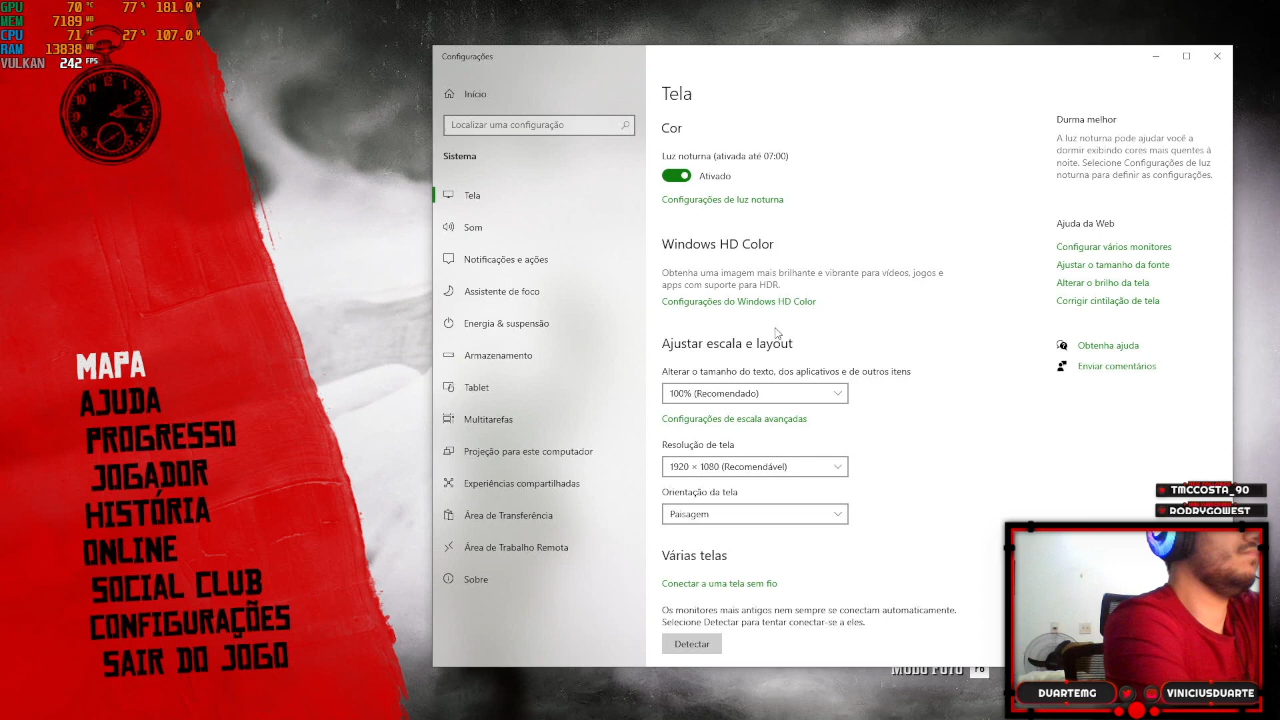 GPU 70 °C 77 % 181.0 W
MEM 7189 MB
CPU 71 °C 27 % 107.0 W
RAM 13838 MB
VULKAN 242 FPS
MAPA
AJUDA
PROGRESSO
JOGADOR
HISTÓRIA
ONLINE
SOCIAL CLUB
CONFIGURAÇÕES
SAIR DO JOGO
Configurações
Início
Localizar uma configuração
Sistema
Tela
Som
Notificações e ações
Assistente de foco
Energia & suspensão
Armazenamento
Tablet
Multitarefas
Projeção para este computador
Experiências compartilhadas
Área de Transferência
Área de Trabalho Remota
Sobre
Tela
Cor
Luz noturna (ativada até 07:00)
Ativado
Configurações de luz noturna
Windows HD Color
Obtenha uma imagem mais brilhante e vibrante para vídeos, jogos e
apps com suporte para HDR.
Configurações do Windows HD Color
Ajustar escala e layout
Alterar o tamanho do texto, dos aplicativos e de outros itens
100% (Recomendado)
Configurações de escala avançadas
Resolução de tela
1920 × 1080 (Recomendável)
Orientação da tela
Paisagem
Várias telas
Conectar a uma tela sem fio
Os monitores mais antigos nem sempre se conectam automaticamente.
Selecione Detectar para tentar conectar-se a eles.
Detectar
Durma melhor
A luz noturna pode ajudar você a
dormir exibindo cores mais quentes à
noite. Selecione Configurações de luz
noturna para definir as configurações.
Ajuda da Web
Configurar vários monitores
Ajustar o tamanho da fonte
Alterar o brilho da tela
Corrigir cintilação de tela
Obtenha ajuda
Enviar comentários
MODO FOTO F6
TMCCOSTA_90
RODRYGOWEST
DUARTEMG
VINICIUSDUARTE